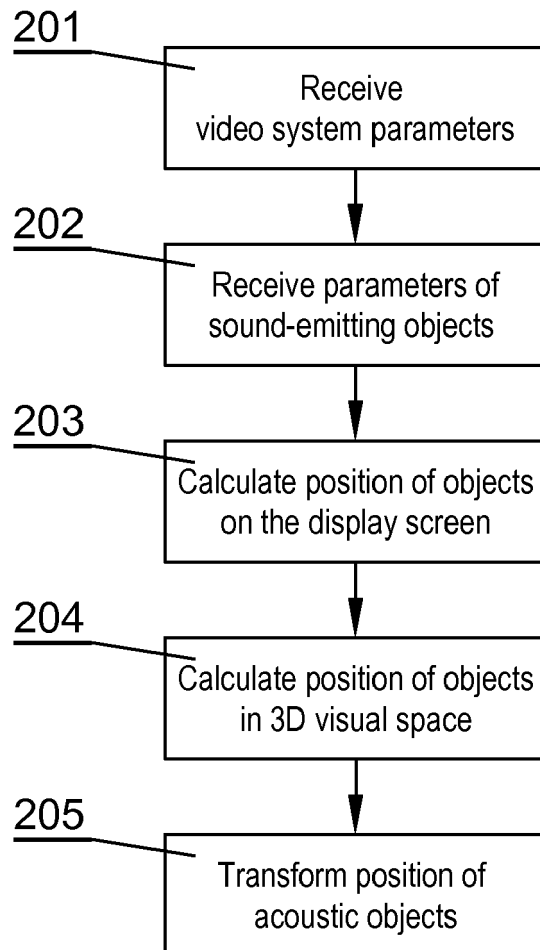 201
Receive
video system parameters
202
Receive parameters of
sound-emitting objects
203
Calculate position of objects
on the display screen
204
Calculate position of objects
in 3D visual space
205
Transform position of
acoustic objects